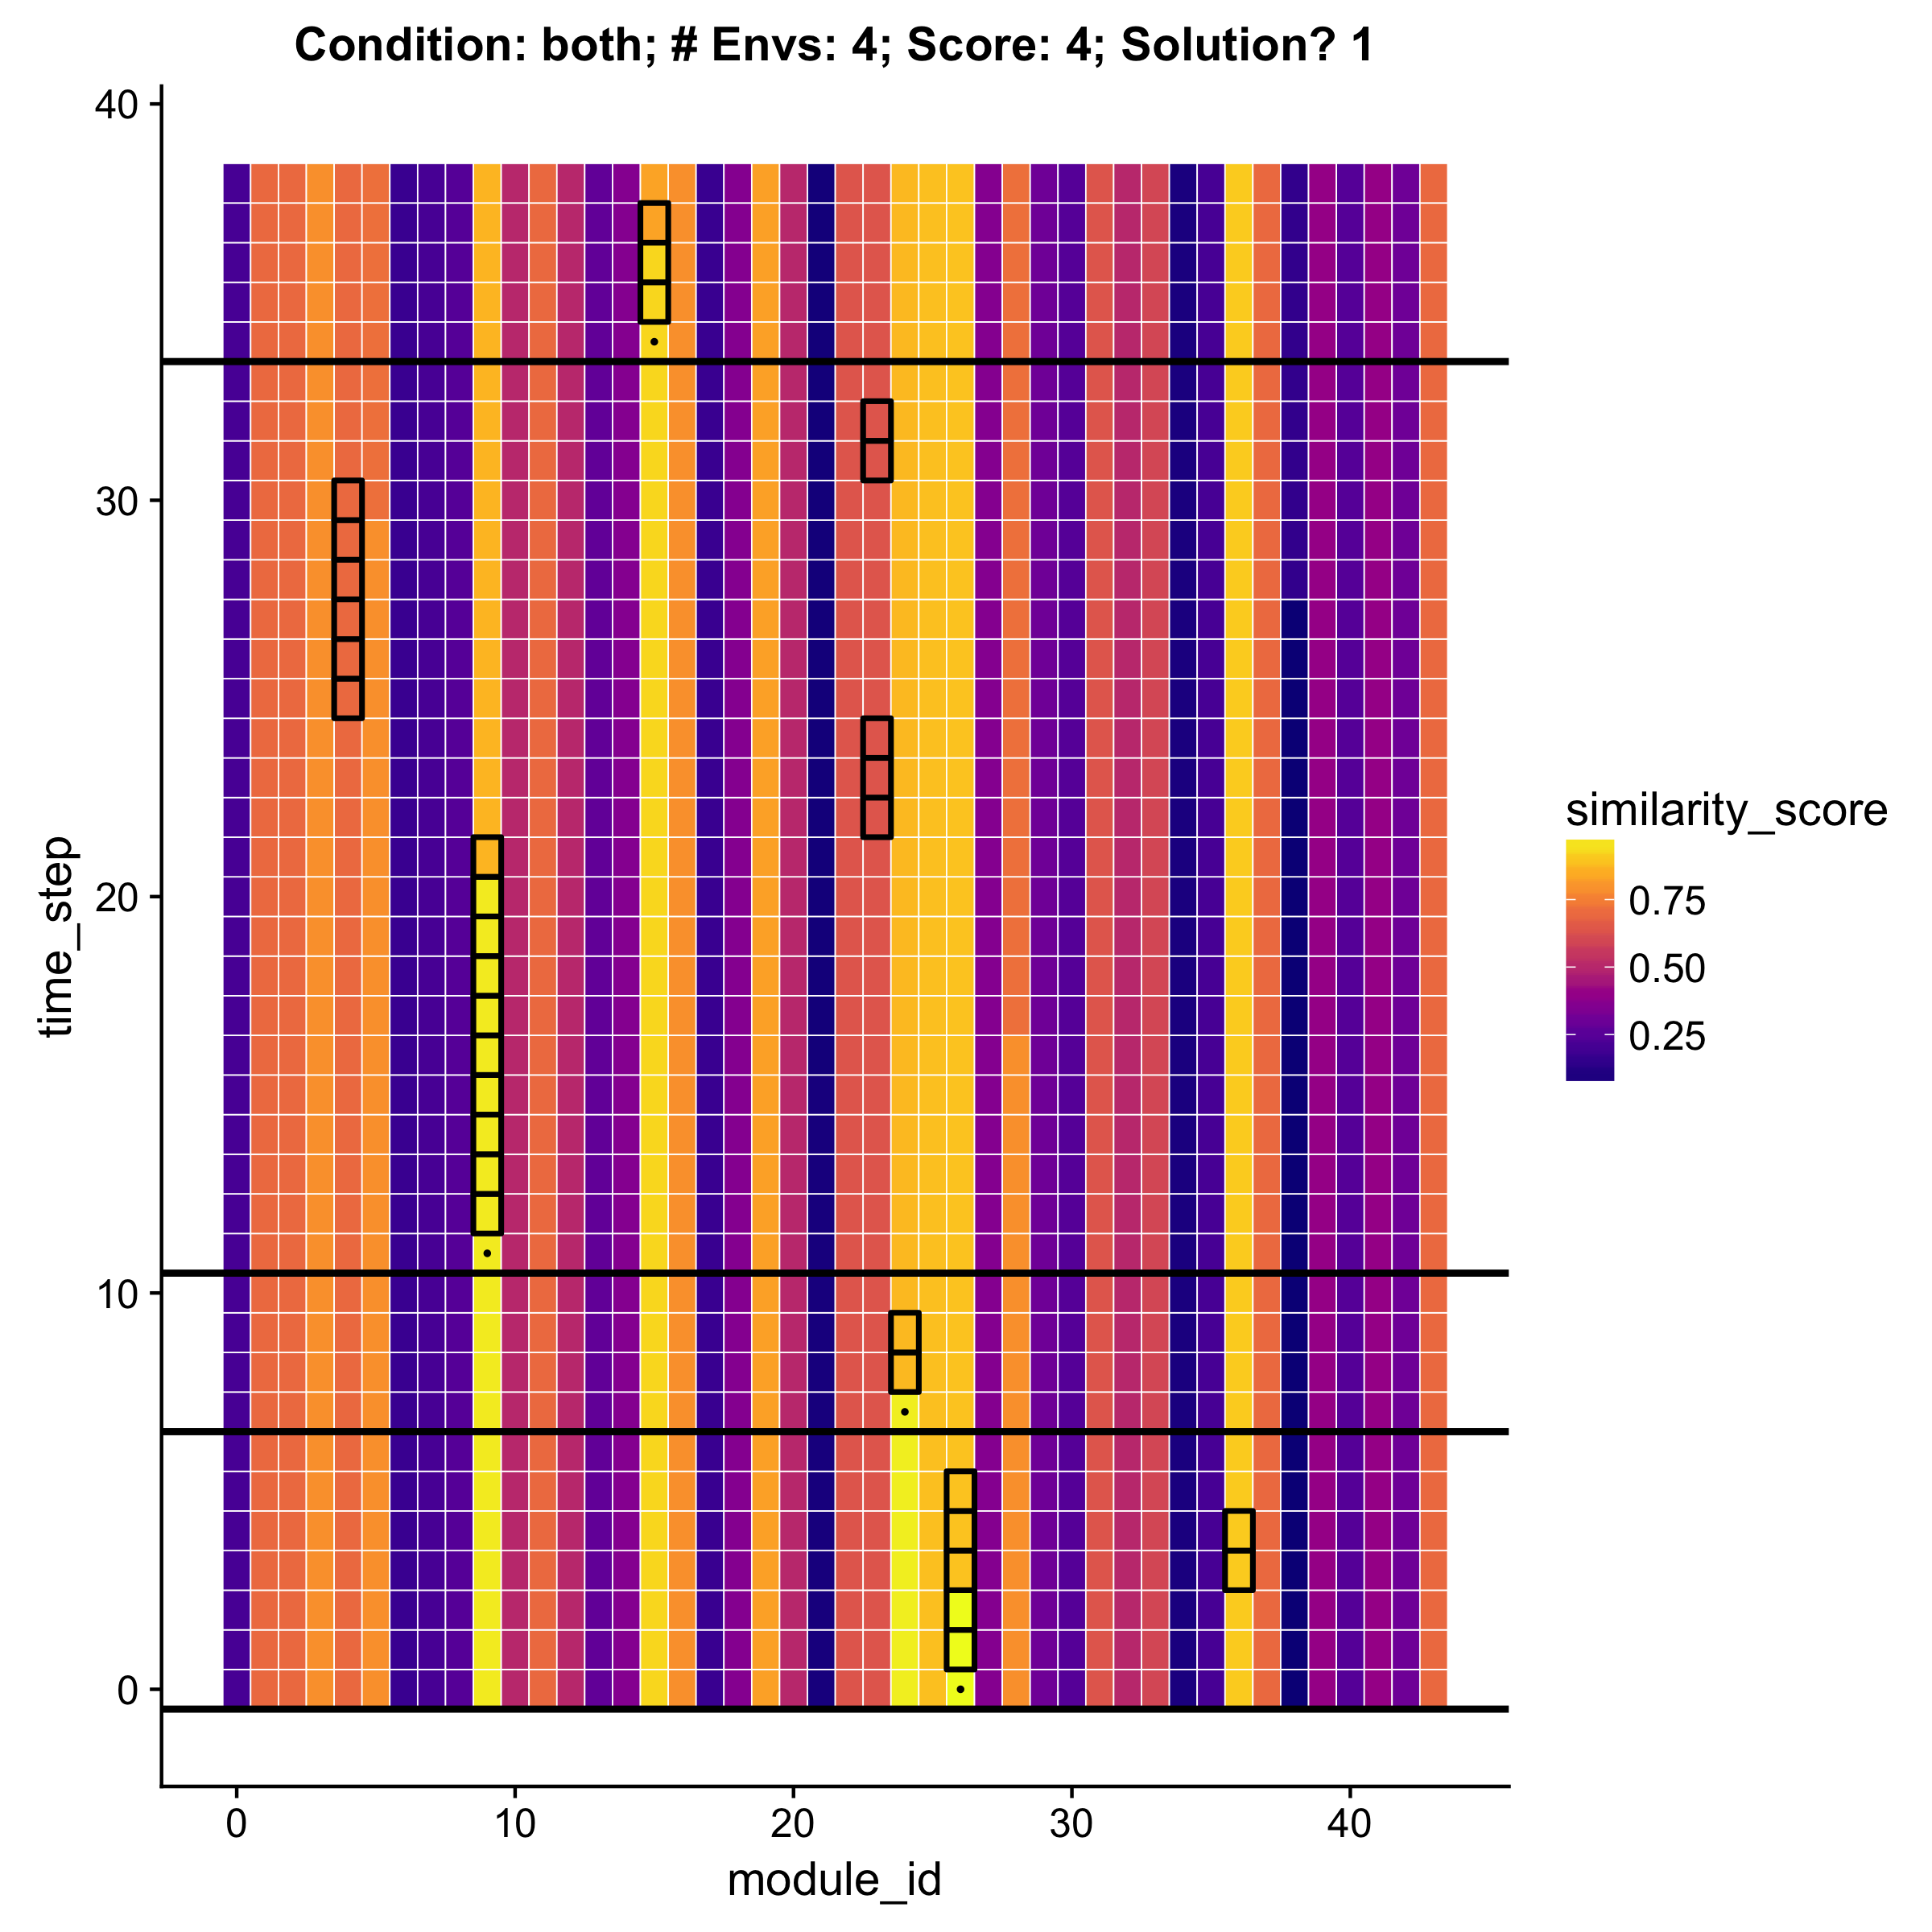 Condition: both; # Envs: 4; Score: 4; Solution? 1
40
30
20
10
0
time_step
0 10 20 30 40
module_id
similarity_score
0.75
0.50
0.25